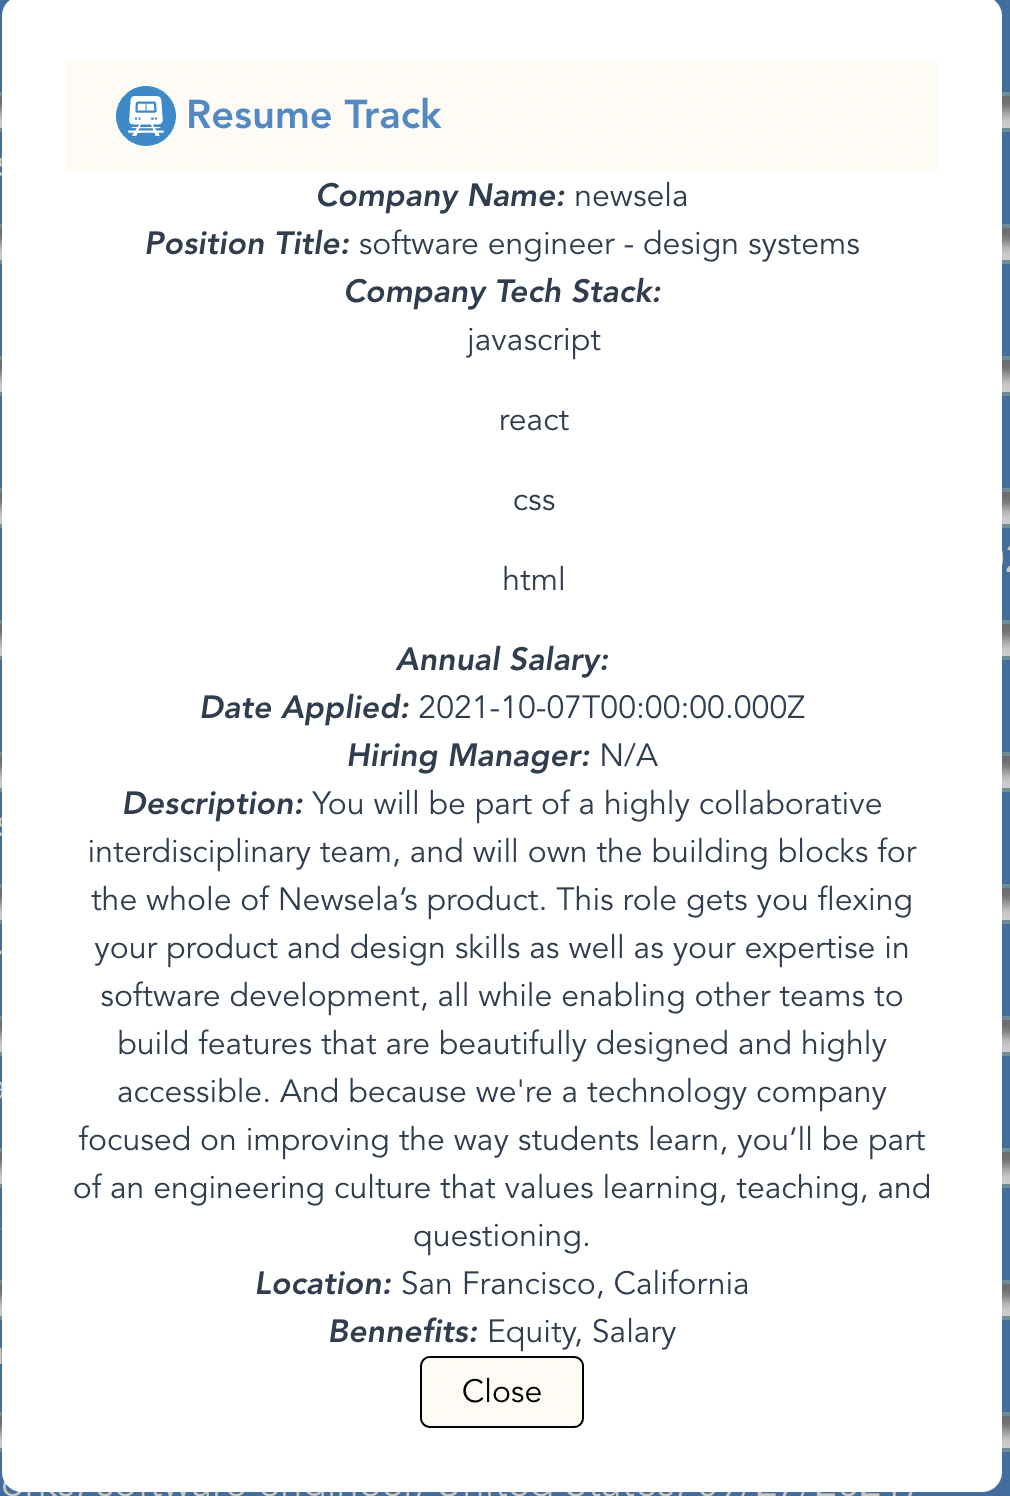 Resume Track
Company Name: newsela
Position Title: software engineer - design systems
Company Tech Stack:
javascript
react
css
html
Annual Salary:
Date Applied: 2021-10-07T00:00:00.000Z
Hiring Manager: N/A
Description: You will be part of a highly collaborative
interdisciplinary team, and will own the building blocks for
the whole of Newsela’s product. This role gets you flexing
your product and design skills as well as your expertise in
software development, all while enabling other teams to
build features that are beautifully designed and highly
accessible. And because we're a technology company
focused on improving the way students learn, you’ll be part
of an engineering culture that values learning, teaching, and
questioning.
Location: San Francisco, California
Bennefits: Equity, Salary
Close